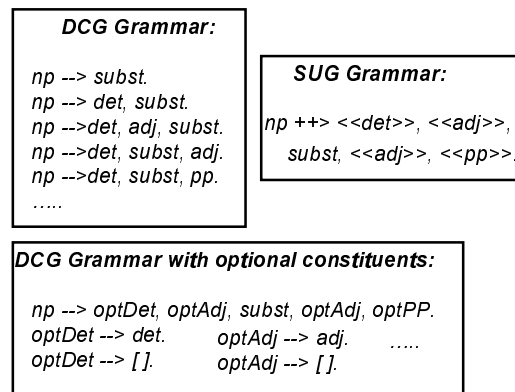 DCG Grammar:
np --> subst.
np --> det, subst.
np -->det, adj, subst.
np -->det, subst, adj.
np -->det, subst, pp.
.....
SUG Grammar:
np ++> <<det>>, <<adj>>,
subst, <<adj>>, <<pp>>.
DCG Grammar with optional constituents:
np --> optDet, optAdj, subst, optAdj, optPP.
optDet --> det. optAdj --> adj. .....
optDet --> [ ]. optAdj --> [ ].